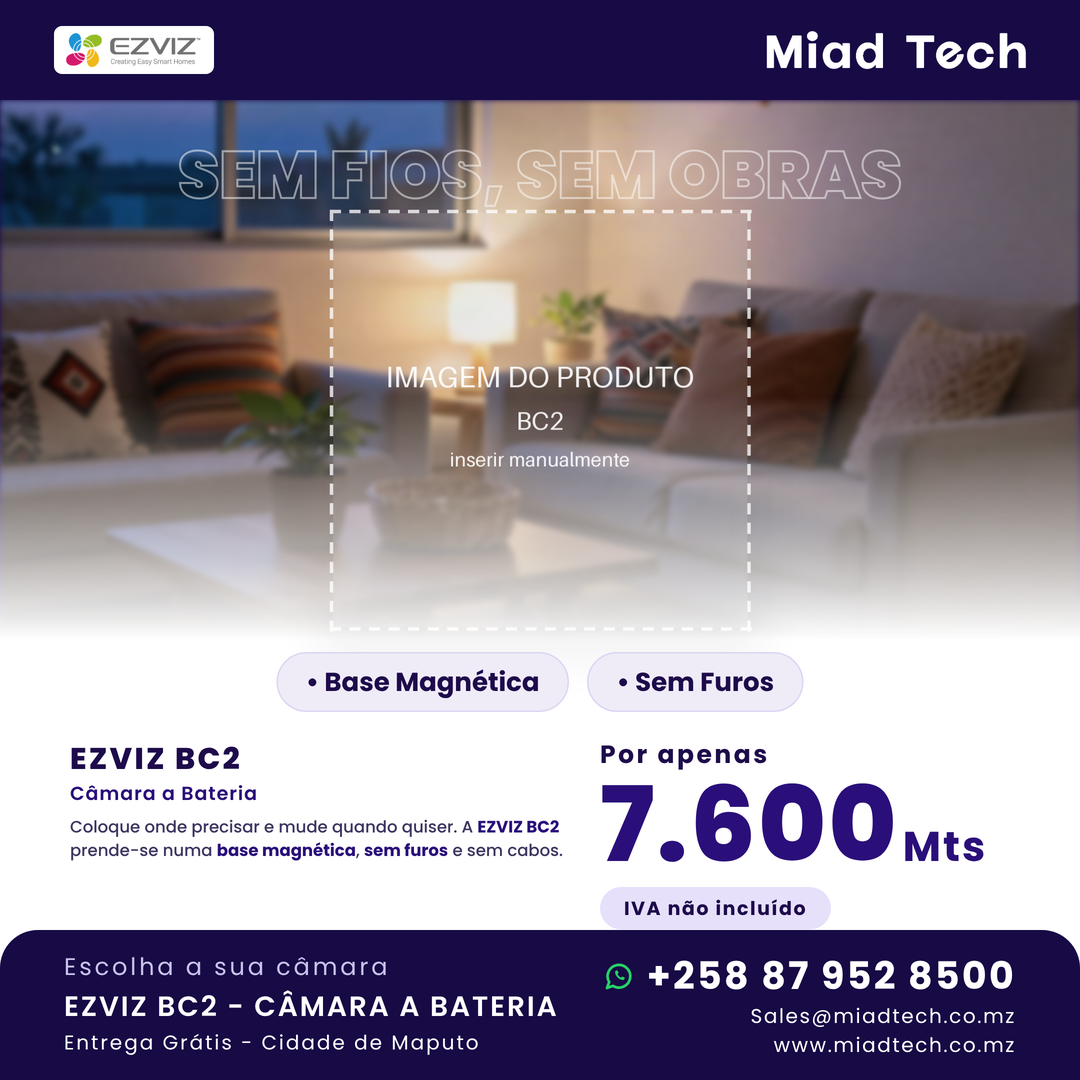 EZVIZ™
Creating Easy Smart Homes
Miad Tech
SEM FIOS, SEM OBRAS
IMAGEM DO PRODUTO
BC2
inserir manualmente
• Base Magnética
• Sem Furos
EZVIZ BC2
Câmara a Bateria
Coloque onde precisar e mude quando quiser. A EZVIZ BC2
prende-se numa base magnética, sem furos e sem cabos.
Por apenas
7.600 Mts
IVA não incluído
Escolha a sua câmara
EZVIZ BC2 - CÂMARA A BATERIA
Entrega Grátis - Cidade de Maputo
+258 87 952 8500
Sales@miadtech.co.mz
www.miadtech.co.mz